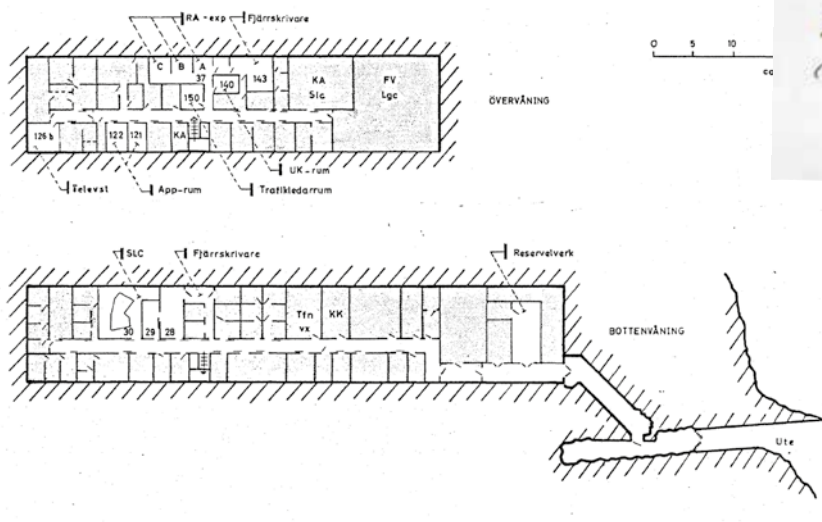 RA-exp
Fjärrskrivare
0 5 10
C B A
37
143
140
150
KA
Slc
FV
Lgc
ÖVERVÅNING
126 b
122
121
KA
UK-rum
Televst
App-rum
Trafikledarrum
SLC
Fjärrskrivare
Reservelverk
30
29
28
Tfn
vx
KK
BOTTENVÅNING
Ute